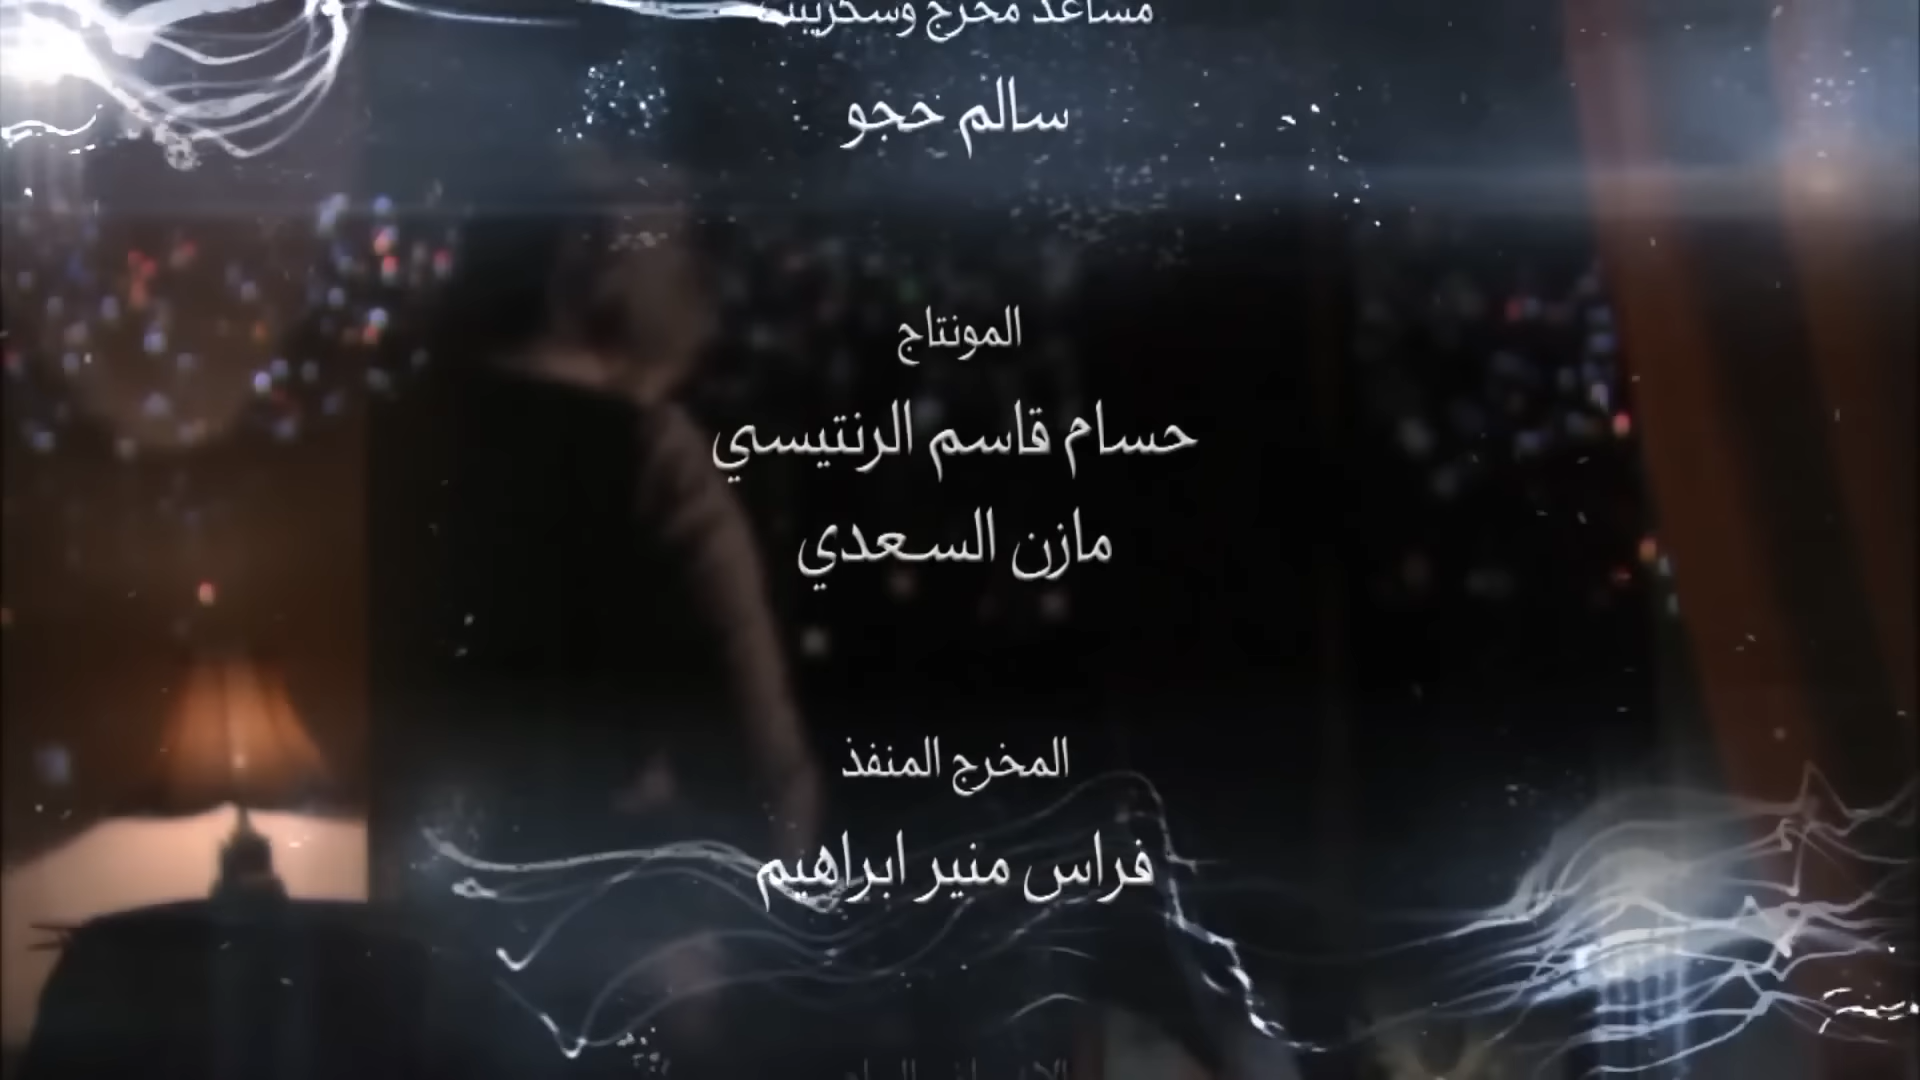 مساعد مخرج وسكريبت
سالم حجو
المونتاج
حسام قاسم الرنتيسي
مازن السعدي
المخرج المنفذ
فراس منير ابراهيم